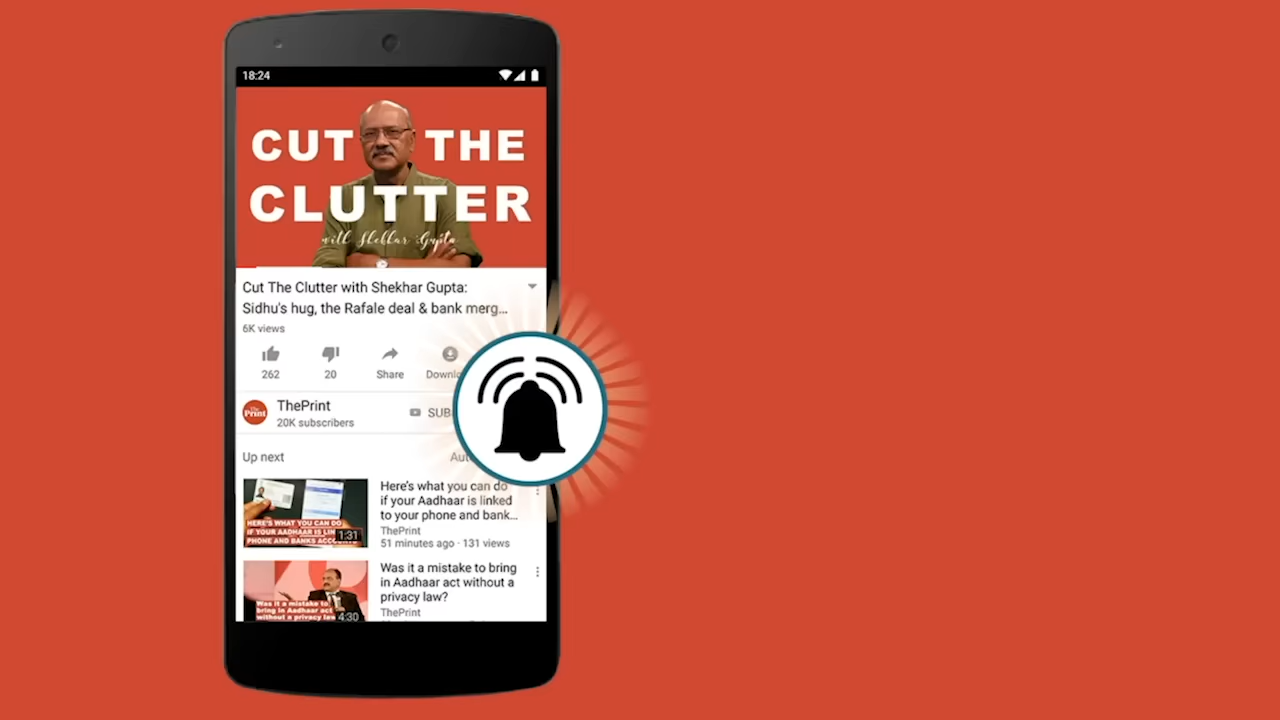 18:24
CUT THE
CLUTTER
with Shekhar Gupta
Cut The Clutter with Shekhar Gupta:
Sidhu's hug, the Rafale deal & bank merg...
6K views
262
20
Share
Downlo
The
Print
ThePrint
20K subscribers
SUB
Up next
Aut
HERE'S WHAT YOU CAN DO
IF YOUR AADHAAR IS LIN
PHONE AND BANKS ACCOUNTS
1:31
Here's what you can do
if your Aadhaar is linked
to your phone and bank...
ThePrint
51 minutes ago · 131 views
Was it a mistake to
bring in Aadhaar act
without a privacy law
4:30
Was it a mistake to bring
in Aadhaar act without a
privacy law?
ThePrint